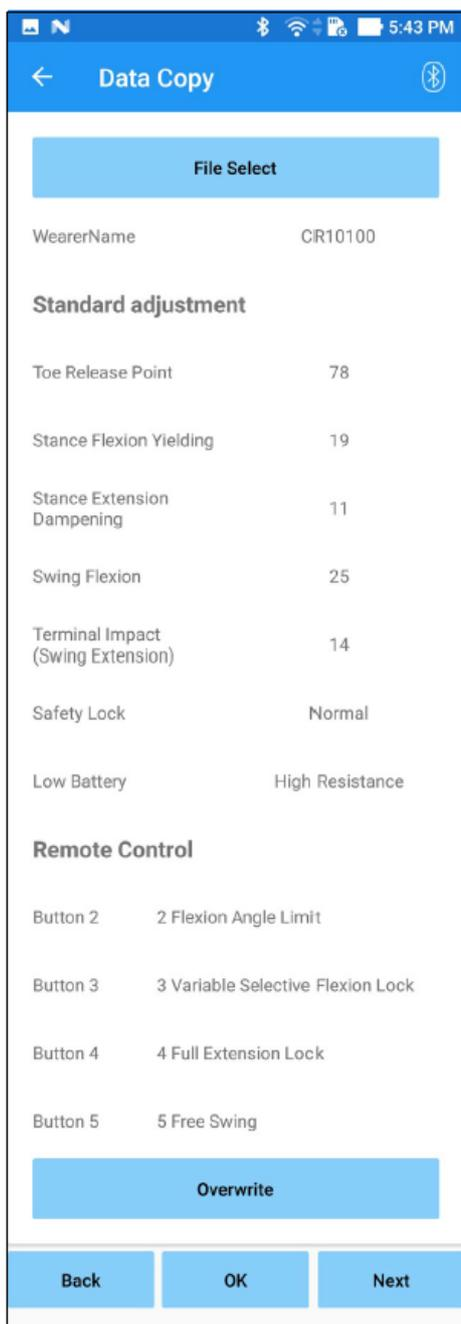 5:43 PM
Data Copy
File Select
WearerName CR10100
Standard adjustment
Toe Release Point 78
Stance Flexion Yielding 19
Stance Extension
Dampening 11
Swing Flexion 25
Terminal Impact
(Swing Extension) 14
Safety Lock Normal
Low Battery High Resistance
Remote Control
Button 2 2 Flexion Angle Limit
Button 3 3 Variable Selective Flexion Lock
Button 4 4 Full Extension Lock
Button 5 5 Free Swing
Overwrite
Back OK Next